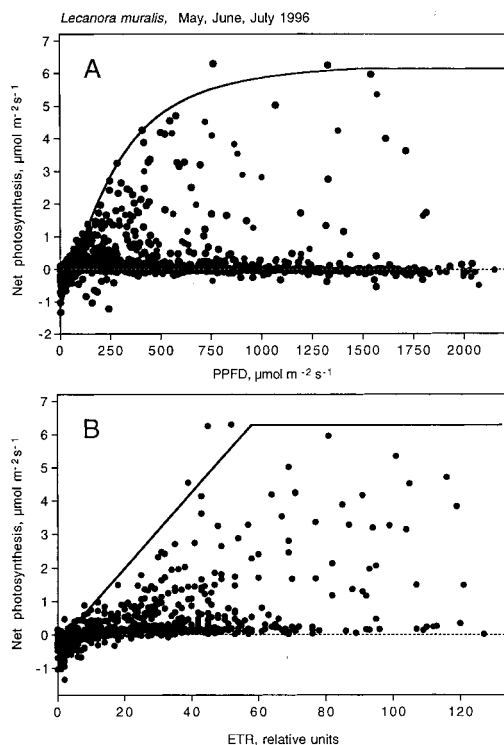 Lecanora muralis, May, June, July 1996
A
Net photosynthesis, µmol m⁻² s⁻¹
7
6
5
4
3
2
1
0
-1
-2
0 250 500 750 1000 1250 1500 1750 2000
PPFD, µmol m⁻² s⁻¹
B
Net photosynthesis, µmol m⁻² s⁻¹
7
6
5
4
3
2
1
0
-1
0 20 40 60 80 100 120
ETR, relative units